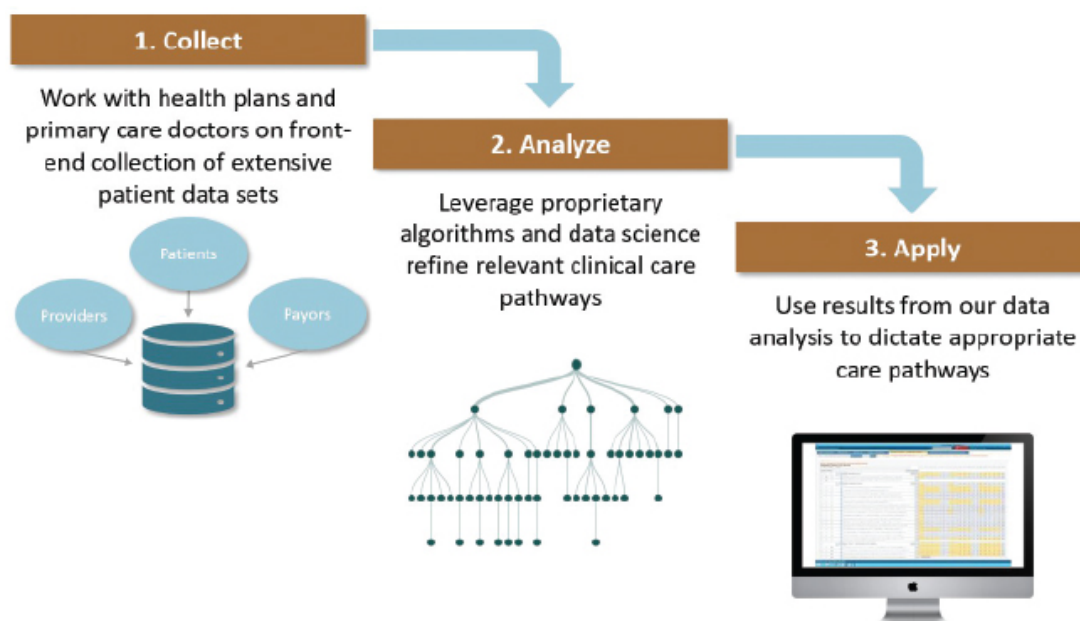 1. Collect
Work with health plans and
primary care doctors on front-
end collection of extensive
patient data sets
Patients
Providers
Payors
2. Analyze
Leverage proprietary
algorithms and data science
refine relevant clinical care
pathways
3. Apply
Use results from our data
analysis to dictate appropriate
care pathways